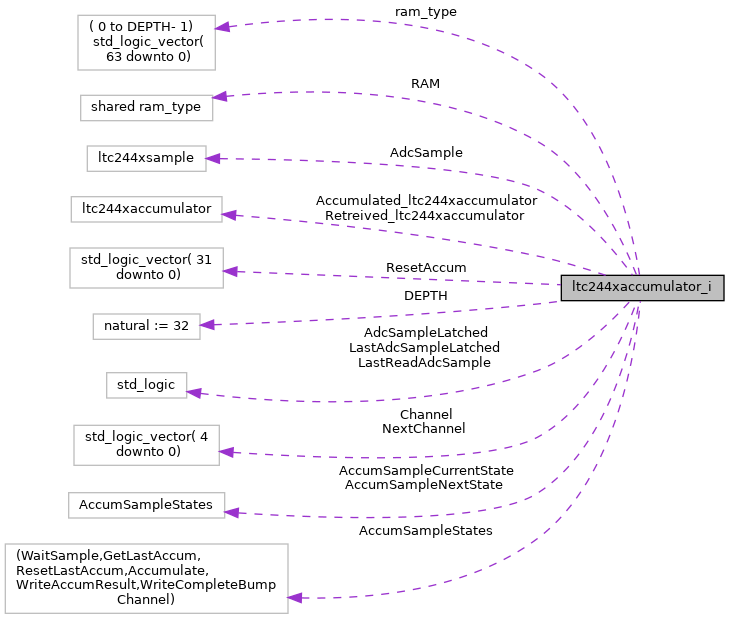 ram_type
( 0 to DEPTH- 1)
std_logic_vector(
63 downto 0)
RAM
shared ram_type
AdcSample
ltc244xsample
Accumulated_ltc244xaccumulator
Retreived_ltc244xaccumulator
ltc244xaccumulator
std_logic_vector( 31
downto 0)
ResetAccum
ltc244xaccumulator_i
DEPTH
natural := 32
AdcSampleLatched
LastAdcSampleLatched
LastReadAdcSample
std_logic
Channel
NextChannel
std_logic_vector( 4
downto 0)
AccumSampleCurrentState
AccumSampleNextState
AccumSampleStates
AccumSampleStates
(WaitSample,GetLastAccum,
ResetLastAccum,Accumulate,
WriteAccumResult,WriteCompleteBump
Channel)